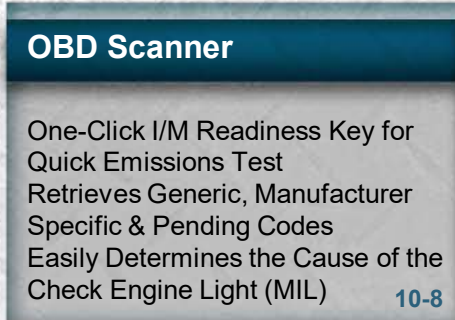 OBD Scanner
One-Click I/M Readiness Key for
Quick Emissions Test
Retrieves Generic, Manufacturer
Specific & Pending Codes
Easily Determines the Cause of the
Check Engine Light (MIL)
10-8